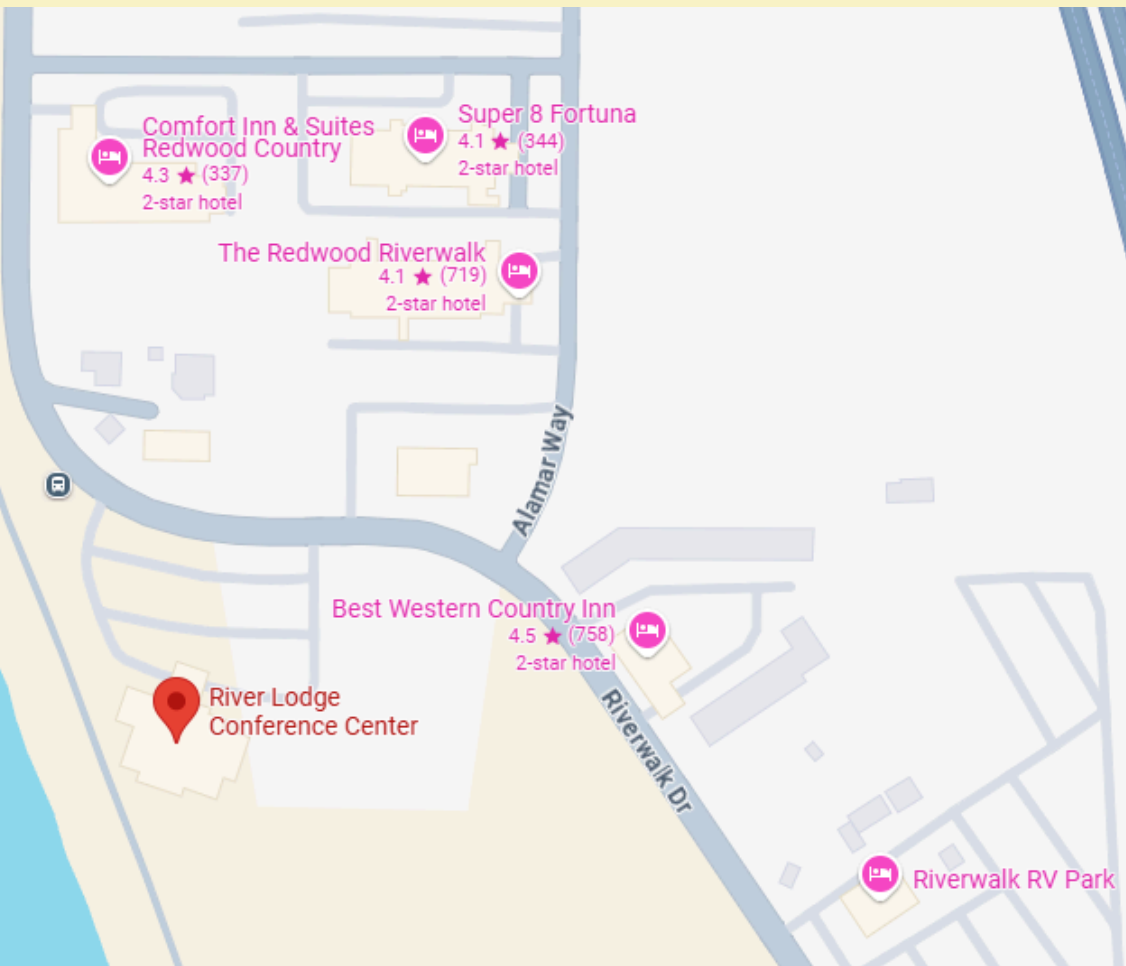 Super 8 Fortuna
4.1 ★ (344)
2-star hotel
Comfort Inn & Suites
Redwood Country
4.3 ★ (337)
2-star hotel
The Redwood Riverwalk
4.1 ★ (719)
2-star hotel
Alamar Way
Best Western Country Inn
4.5 ★ (758)
2-star hotel
River Lodge
Conference Center
Riverwalk Dr
Riverwalk RV Park